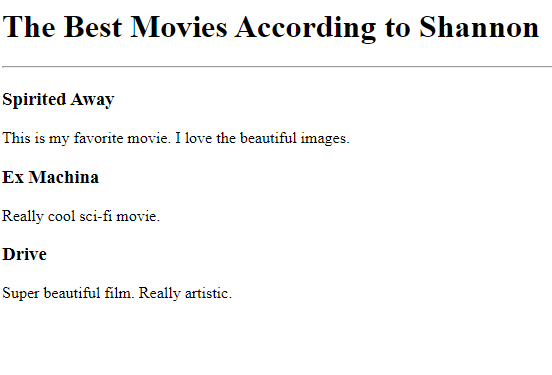 The Best Movies According to Shannon
Spirited Away
This is my favorite movie. I love the beautiful images.
Ex Machina
Really cool sci-fi movie.
Drive
Super beautiful film. Really artistic.